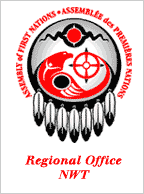 ASSEMBLY of FIRST NATIONS • ASSEMBLÉE des PREMIÈRES NATIONS
Regional Office
NWT